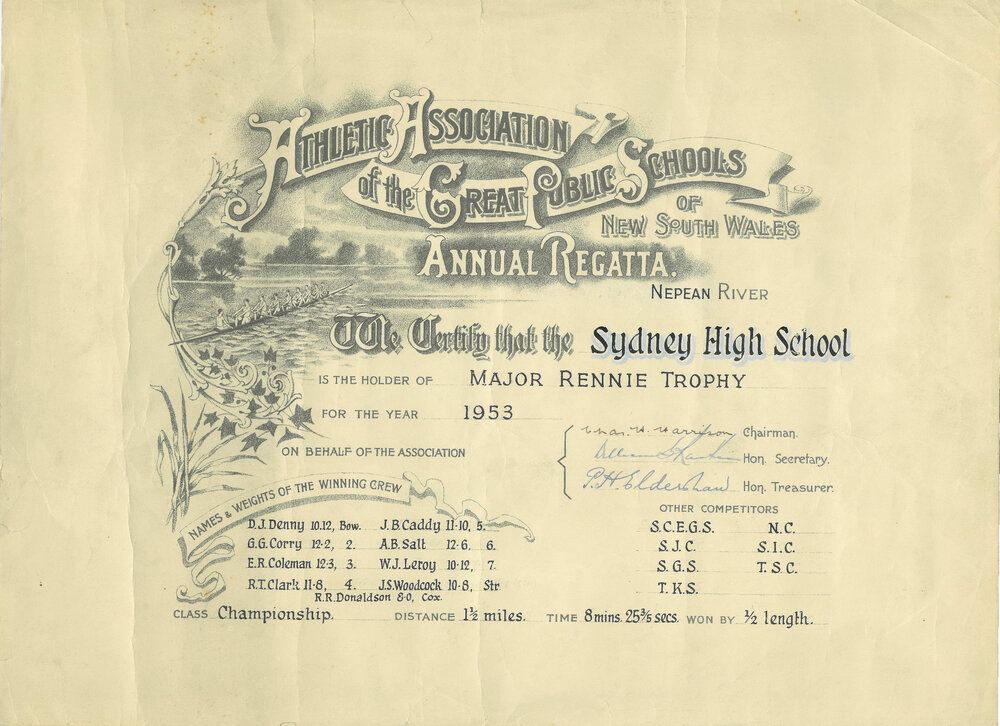 Athletic Association
of the Great Public Schools
of
New South Wales
Annual Regatta.
Nepean River
We Certify that the Sydney High School
is the holder of Major Rennie Trophy
for the year 1953
Chas. H. Harrison Chairman.
on behalf of the Association
Hon. Secretary.
P.H. Eldershaw Hon. Treasurer.
Names & Weights of the Winning Crew
Other Competitors
D.J. Denny 10.12, Bow. J.B. Caddy 11-10, 5.
G.G. Corry 12-2, 2. A.B. Salt 12-6, 6.
E.R. Coleman 12-3, 3. W.J. Leroy 10-12, 7.
R.T. Clark 11-8, 4. J.S. Woodcock 10-8, Str
R.R. Donaldson 8-0, Cox.
S.C.E.G.S. N.C.
S.J.C. S.I.C.
S.G.S. T.S.C.
T.K.S.
Class Championship. Distance 1½ miles. Time 8mins. 25⅗ secs. Won by ½ length.